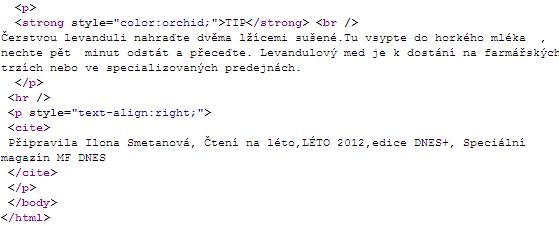 <p>
<strong style="color:orchid;">TIP</strong> <br />
Čerstvou levanduli nahraďte dvěma lžícemi sušené.Tu vsypte do horkého mléka  ,
nechte pět  minut odstát a přeceďte. Levandulový med je k dostání na farmářských
trzích nebo ve specializovaných predejnách.
</p>
<hr />
<p style="text-align:right;">
<cite>
Připravila Ilona Smetanová, Čtení na léto,LÉTO 2012,edice DNES+, Speciální
magazín MF DNES
</cite>
</p>
</body>
</html>